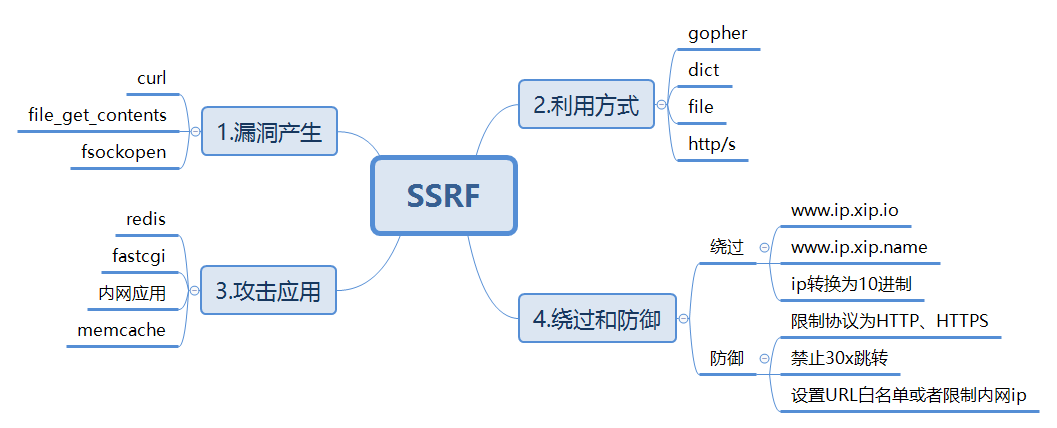 SSRF
1.漏洞产生
curl
file_get_contents
fsockopen
2.利用方式
gopher
dict
file
http/s
3.攻击应用
redis
fastcgi
内网应用
memcache
4.绕过和防御
绕过
www.ip.xip.io
www.ip.xip.name
ip转换为10进制
防御
限制协议为HTTP、HTTPS
禁止30x跳转
设置URL白名单或者限制内网ip